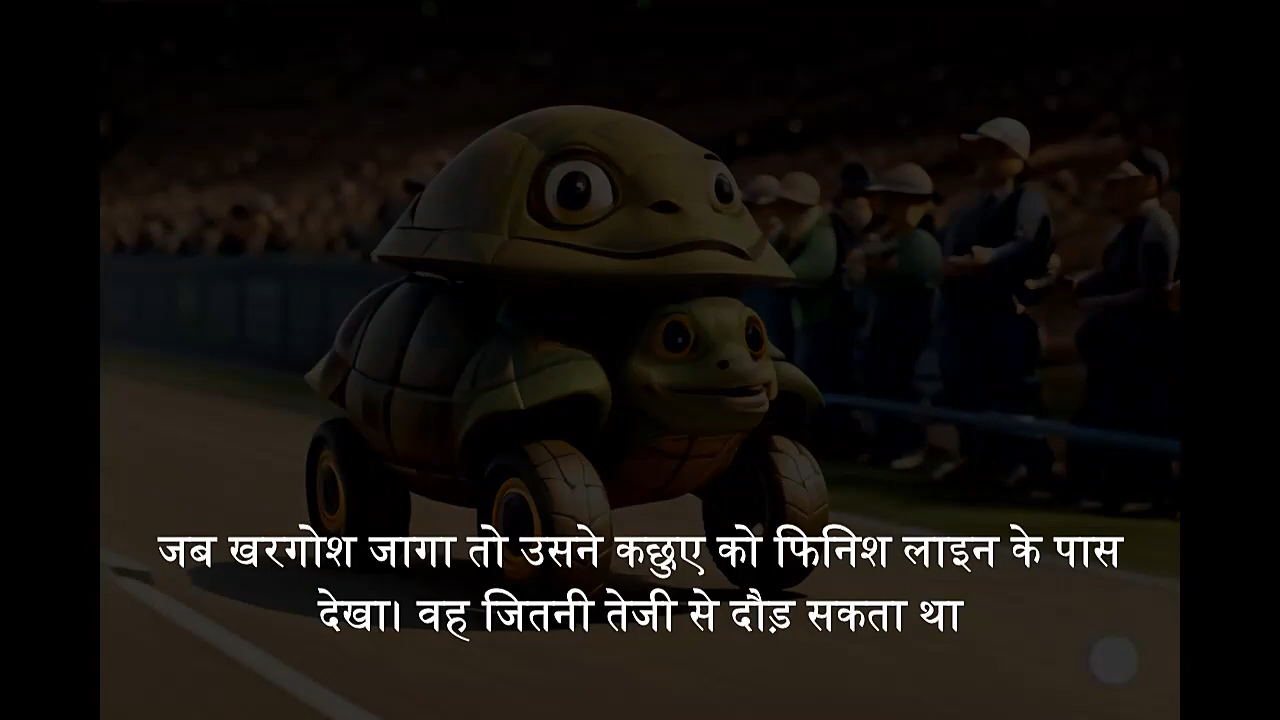 जब खरगोश जागा तो उसने कछुए को फिनिश लाइन के पास
देखा। वह जितनी तेजी से दौड़ सकता था